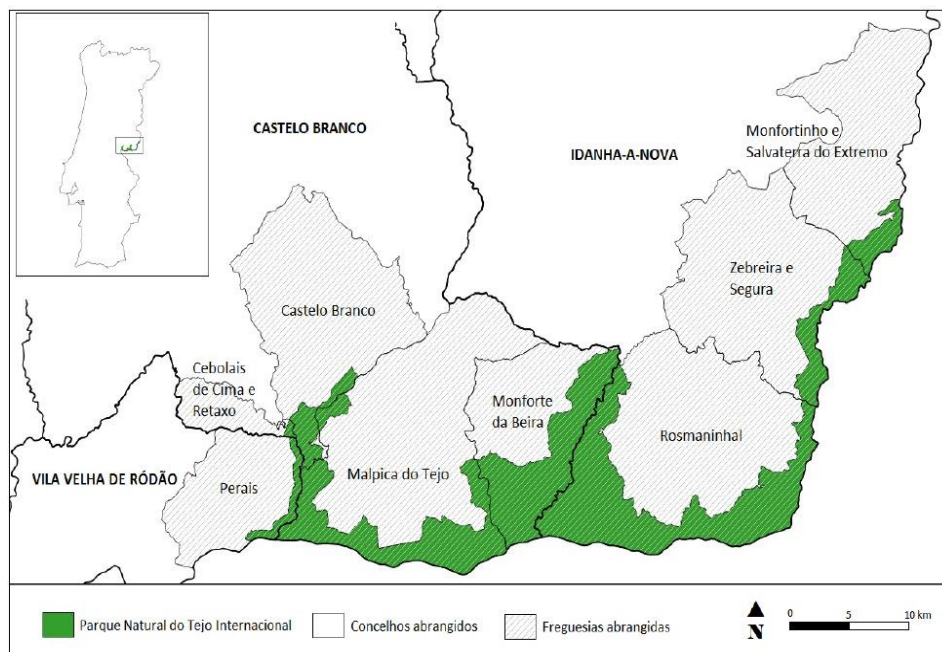 CASTELO BRANCO
IDANHA-A-NOVA
Monfortinho e
Salvaterra do Extremo
Zebreira e
Segura
Castelo Branco
Cebolais
de Cima e
Retaxo
Monforte
da Beira
Rosmaninhal
VILA VELHA DE RÓDÃO
Perais
Malpica do Tejo
Parque Natural do Tejo Internacional
Concelhos abrangidos
Freguesias abrangidas
N
0 5 10 km